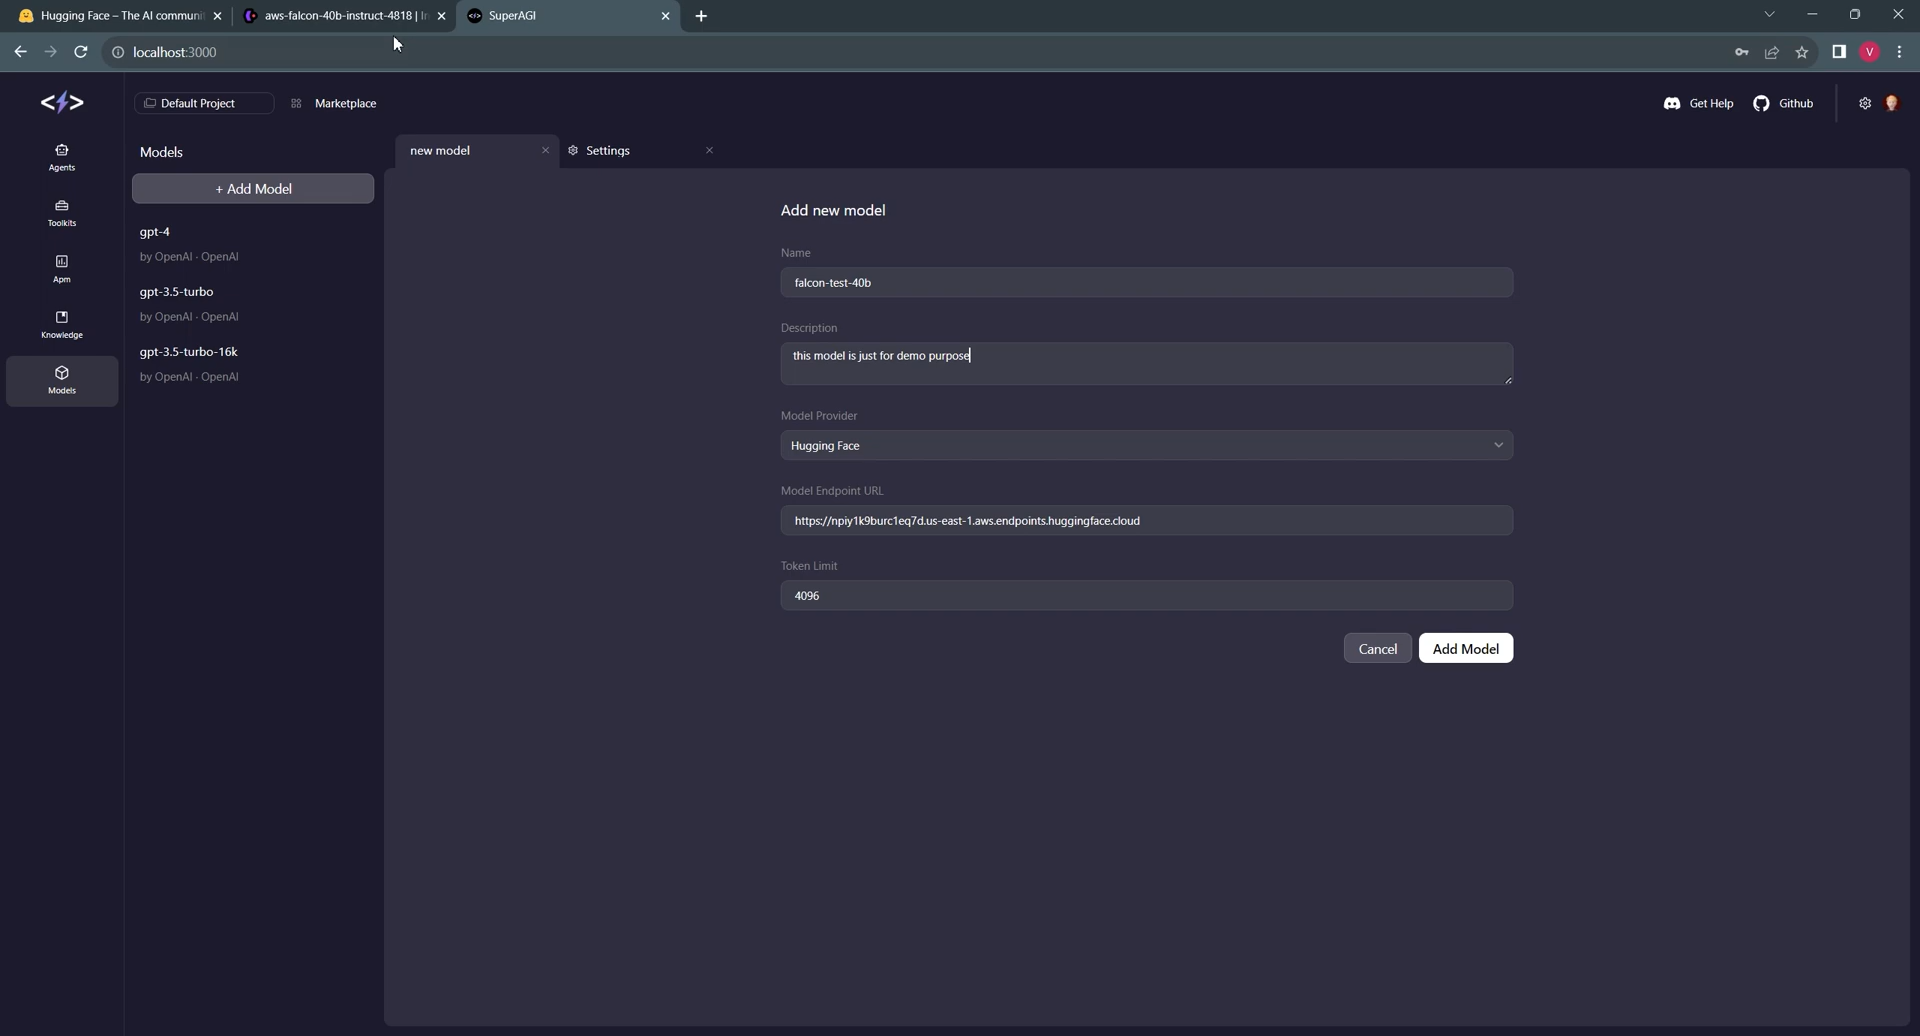 Hugging Face – The AI communi
aws-falcon-40b-instruct-4818 | In
SuperAGI
localhost:3000
V
Default Project
Marketplace
Get Help
Github
Agents
Toolkits
Apm
Knowledge
Models
Models
+ Add Model
gpt-4
by OpenAI · OpenAI
gpt-3.5-turbo
by OpenAI · OpenAI
gpt-3.5-turbo-16k
by OpenAI · OpenAI
new model
Settings
Add new model
Name
falcon-test-40b
Description
this model is just for demo purpose
Model Provider
Hugging Face
Model Endpoint URL
https://npiy1k9burc1eq7d.us-east-1.aws.endpoints.huggingface.cloud
Token Limit
4096
Cancel
Add Model